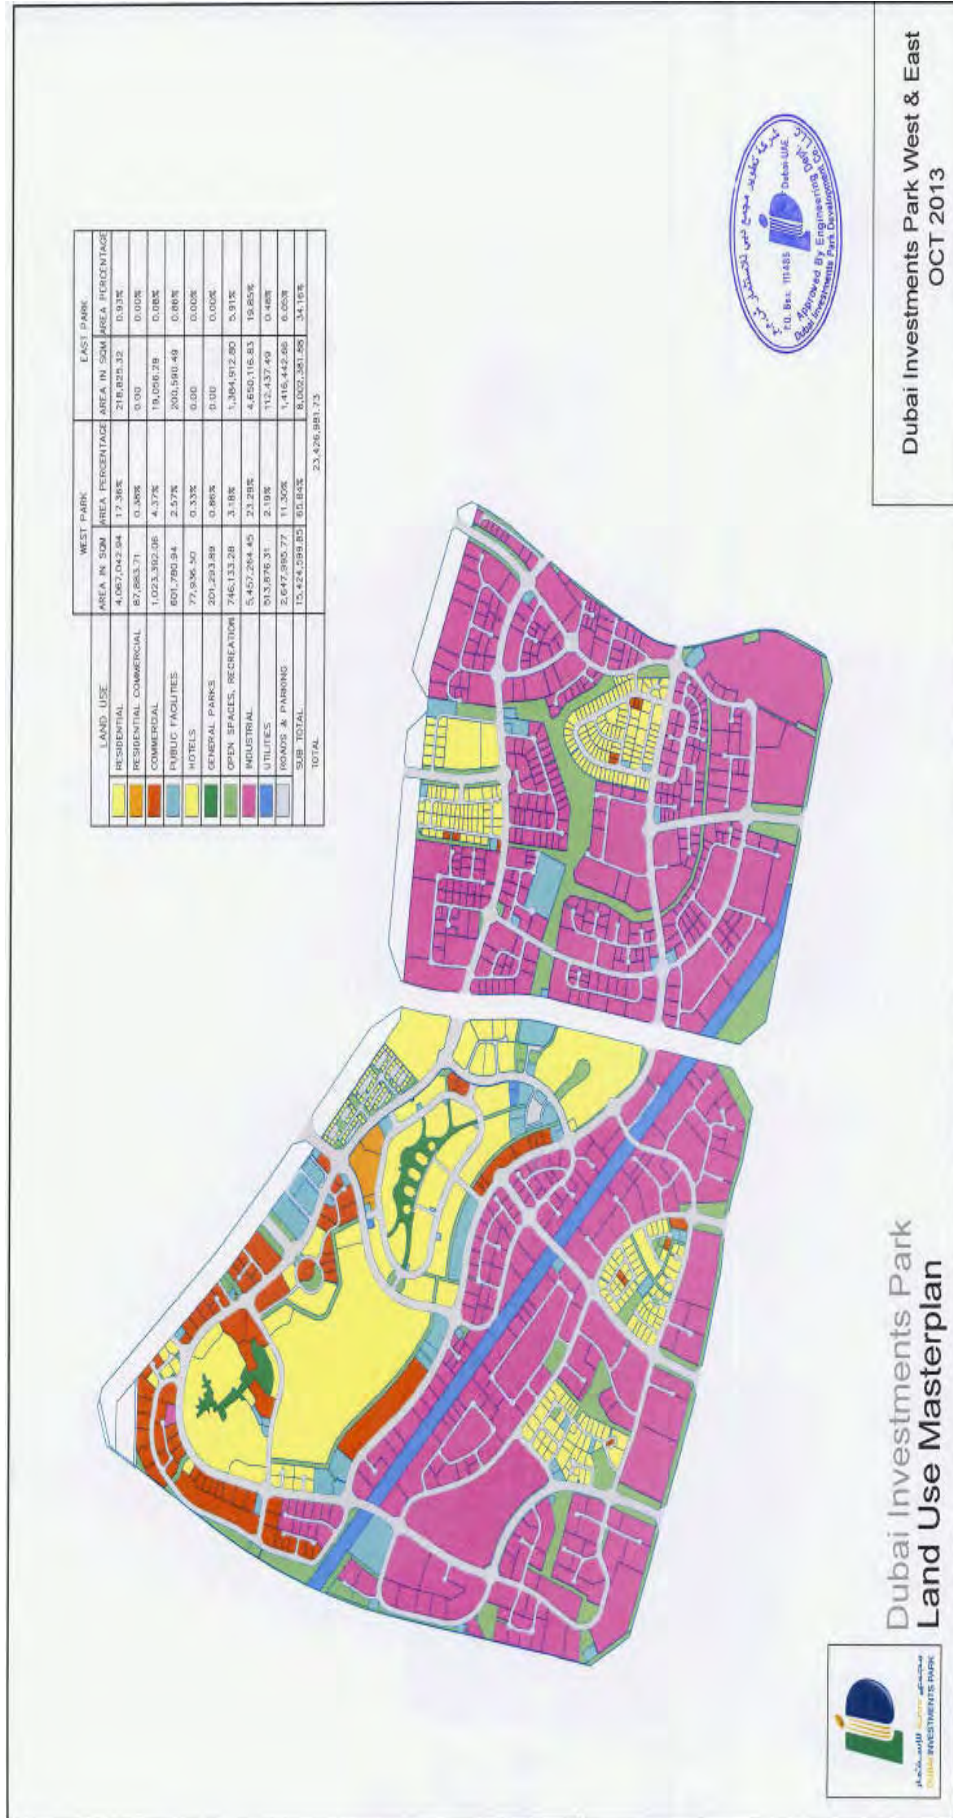 WEST PARK EAST PARK
LAND USE AREA IN SQM AREA PERCENTAGE AREA IN SQM AREA PERCENTAGE
RESIDENTIAL 4,067,042.94 17.36% 218,825.32 0.93%
RESIDENTIAL COMMERCIAL 87,883.71 0.38% 0.00 0.00%
COMMERCIAL 1,023,392.06 4.37% 19,056.29 0.08%
PUBLIC FACILITIES 601,780.94 2.57% 200,590.49 0.86%
HOTELS 77,936.50 0.33% 0.00 0.00%
GENERAL PARKS 201,293.89 0.86% 0.00 0.00%
OPEN SPACES, RECREATION 746,133.28 3.18% 1,384,912.80 5.91%
INDUSTRIAL 5,457,264.45 23.29% 4,650,116.83 19.85%
UTILITIES 513,876.31 2.19% 112,437.49 0.48%
ROADS & PARKING 2,647,995.77 11.30% 1,416,442.66 6.05%
SUB TOTAL 15,424,599.85 65.84% 8,002,381.88 34.16%
TOTAL 23,426,981.73
P.O. Box: 111485 Dubai-UAE
Approved By Engineering Dept.
Dubai Investments Park Development Co. L.L.C
Dubai Investments Park West & East
OCT 2013
Dubai Investments Park
Land Use Masterplan
DUBAI INVESTMENTS PARK